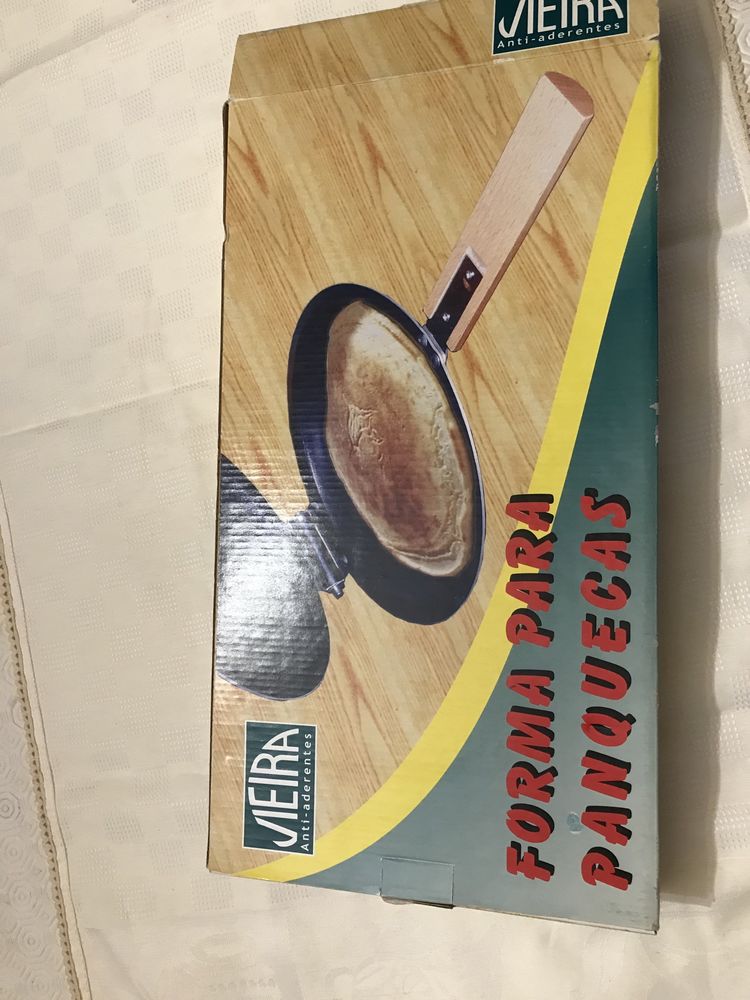 VIEIRA
Anti-aderentes
VIEIRA
Anti-aderentes
FORMA PARA
PANQUECAS